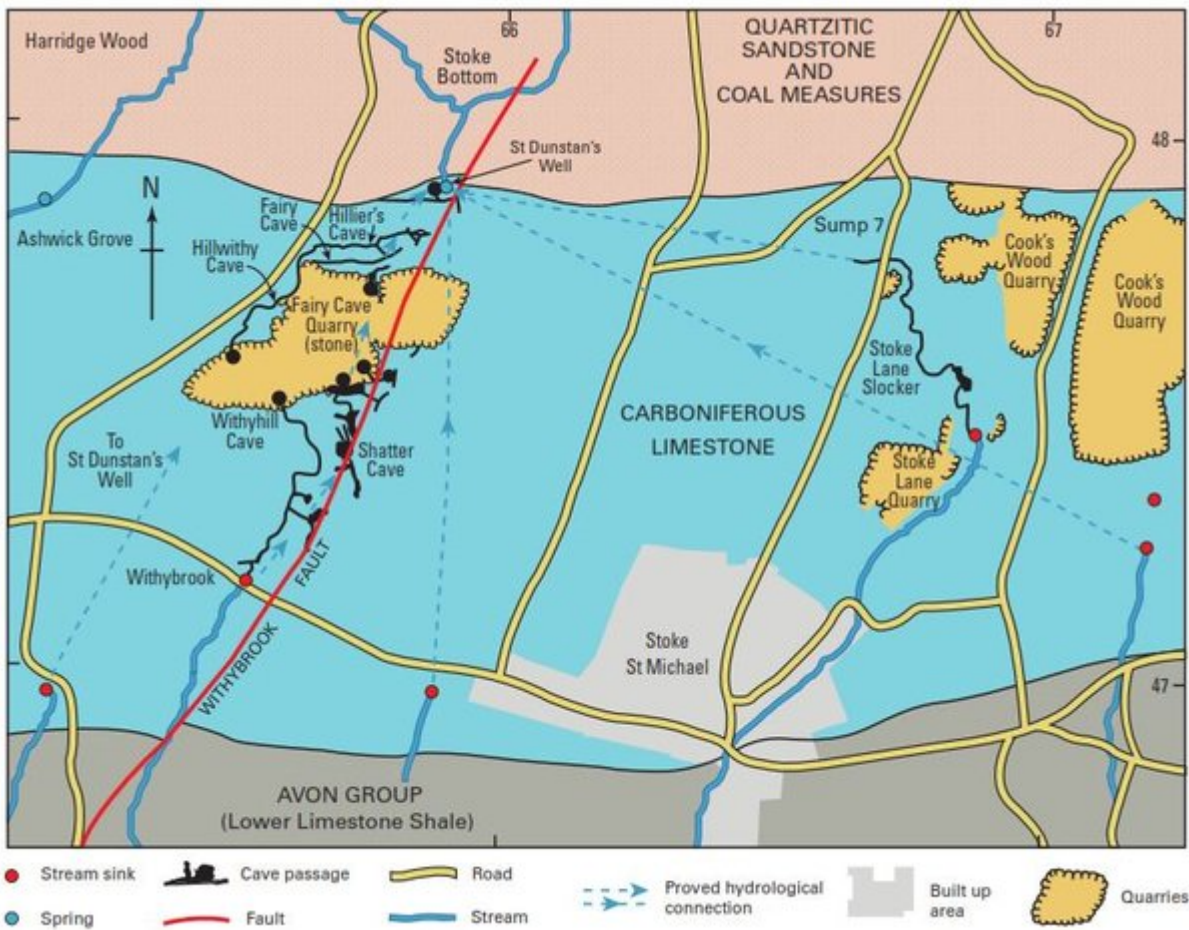 66
67
Harridge Wood
Stoke
Bottom
QUARTZITIC
SANDSTONE
AND
COAL MEASURES
St Dunstan's
Well
48
N
Fairy
Cave
Hillier's
Cave
Ashwick Grove
Hillwithy
Cave
Sump 7
Cook's
Wood
Quarry
Cook's
Wood
Quarry
Fairy Cave
Quarry
(stone)
Stoke
Lane
Slocker
CARBONIFEROUS
LIMESTONE
Withyhill
Cave
To
St Dunstan's
Well
Shatter
Cave
Stoke
Lane
Quarry
Withybrook
WITHYBROOK FAULT
Stoke
St Michael
47
AVON GROUP
(Lower Limestone Shale)
Stream sink
Cave passage
Road
Proved hydrological
connection
Built up
area
Quarries
Spring
Fault
Stream